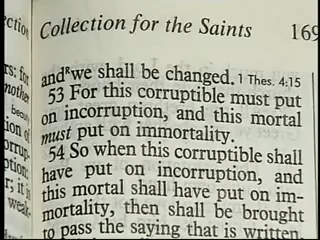 Collection for the Saints 169
and R we shall be changed. 1 Thes. 4:15
53 For this corruptible must put
on incorruption, and this mortal
must put on immortality.
54 So when this corruptible shall
have put on incorruption, and
this mortal shall have put on im-
mortality, then shall be brought
to pass the saying that is written,